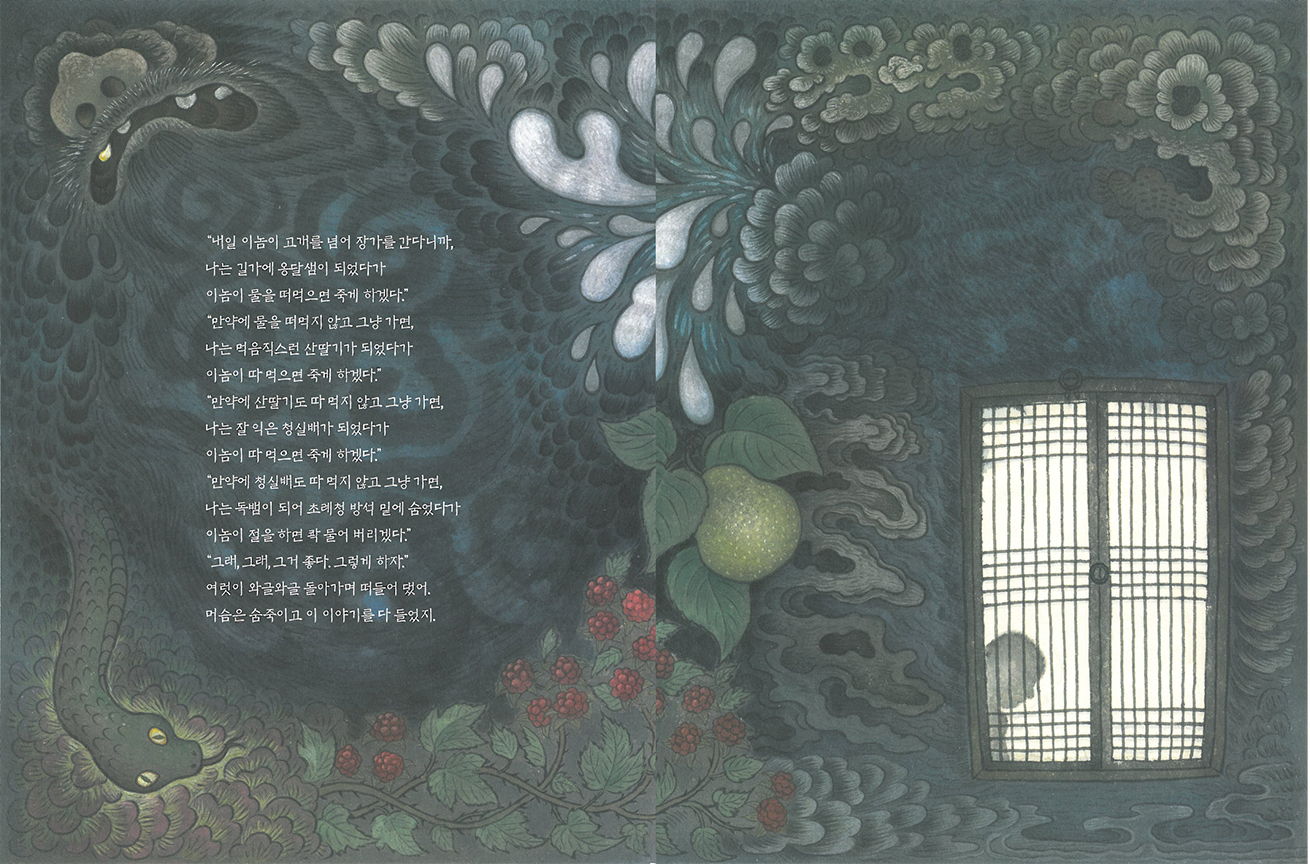 “내일 이놈이 고개를 넘어 장가를 간다니까,
나는 길가에 옹달샘이 되었다가
이놈이 물을 떠먹으면 죽게 하겠다.”
“만약에 물을 떠먹지 않고 그냥 가면,
나는 먹음직스런 산딸기가 되었다가
이놈이 따 먹으면 죽게 하겠다.”
“만약에 산딸기도 따 먹지 않고 그냥 가면,
나는 잘 익은 청실배가 되었다가
이놈이 따 먹으면 죽게 하겠다.”
“만약에 청실배도 따 먹지 않고 그냥 가면,
나는 독뱀이 되어 초례청 방석 밑에 숨었다가
이놈이 절을 하면 콱 물어 버리겠다.”
“그래, 그래, 그거 좋다. 그렇게 하자.”
여럿이 와글와글 돌아가며 떠들어 댔어.
머슴은 숨죽이고 이 이야기를 다 들었지.